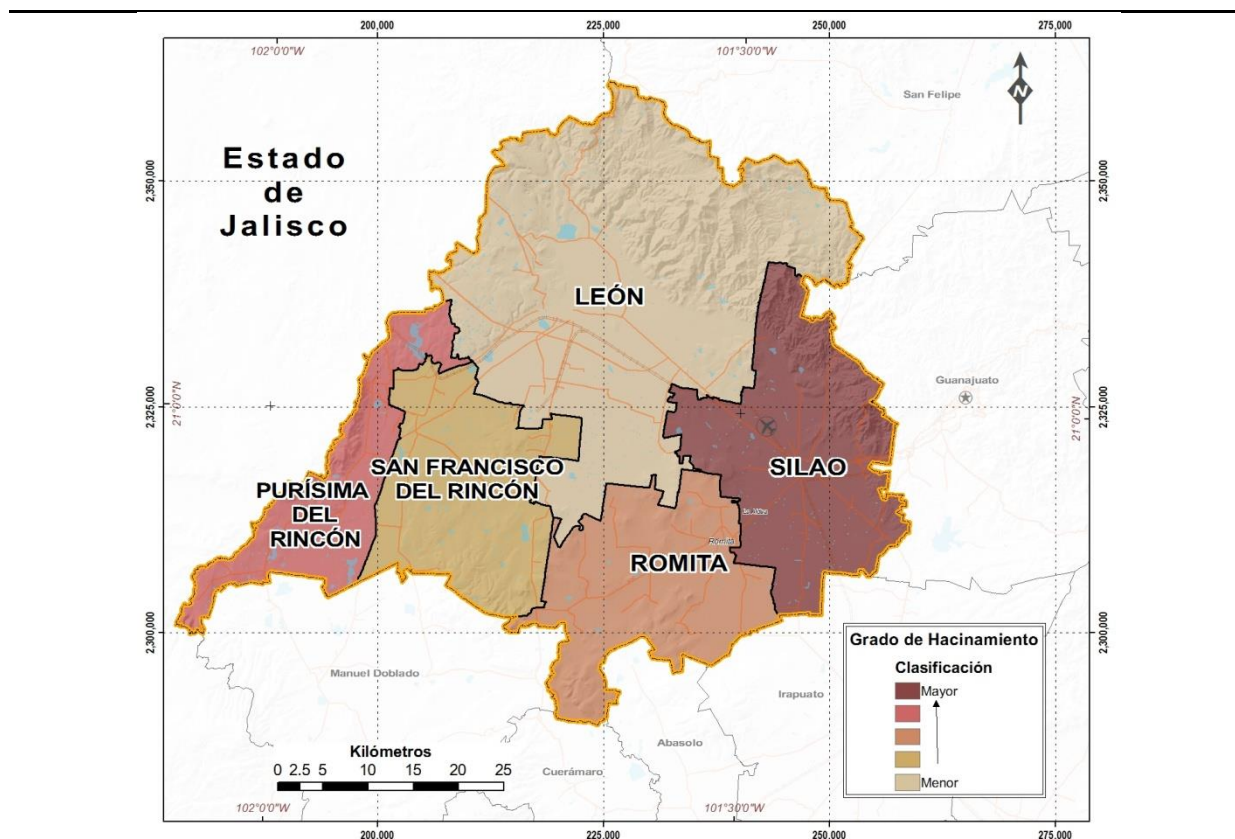 200,000
225,000
250,000
275,000
102°0'0"W
101°30'0"W
N
San Felipe
Estado
de
Jalisco
2,350,000
2,350,000
LEÓN
Guanajuato
2,325,000
21°0'0"N
2,325,000
21°0'0"N
SAN FRANCISCO
DEL RINCÓN
SILAO
PURÍSIMA
DEL
RINCÓN
Romita
ROMITA
2,300,000
2,300,000
Grado de Hacinamiento
Clasificación
Mayor
Menor
Manuel Doblado
Irapuato
Abasolo
Cuerámaro
Kilómetros
0 2.5 5 10 15 20 25
102°0'0"W
101°30'0"W
200,000
225,000
250,000
275,000